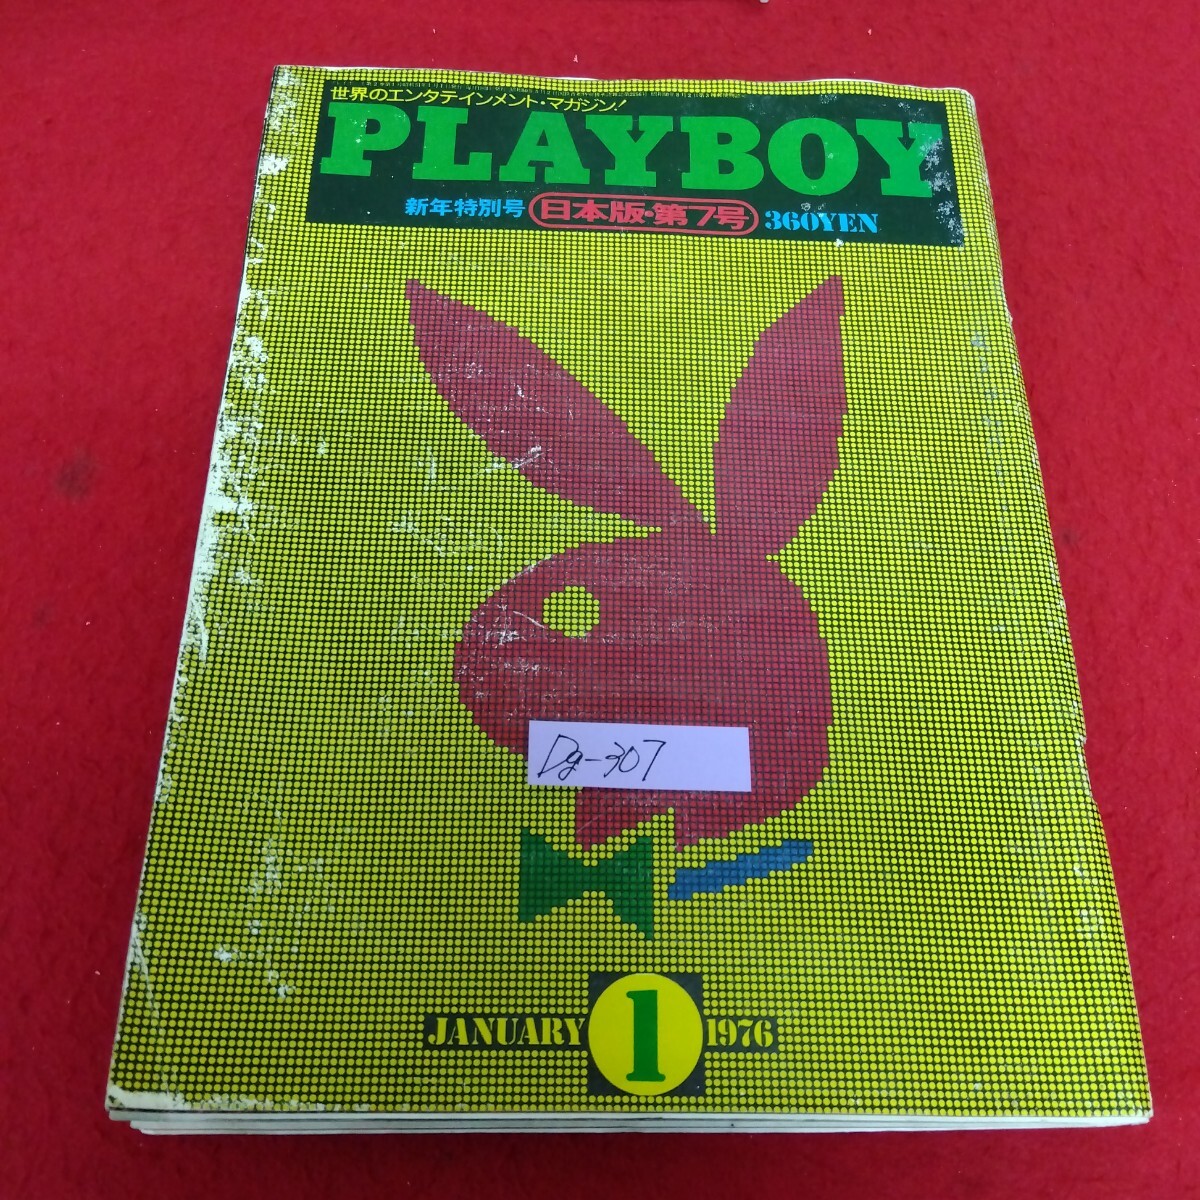 世界のエンタテインメント・マガジン!
PLAYBOY
新年特別号 日本版・第7号 360YEN
Dg-307
JANUARY 1 1976